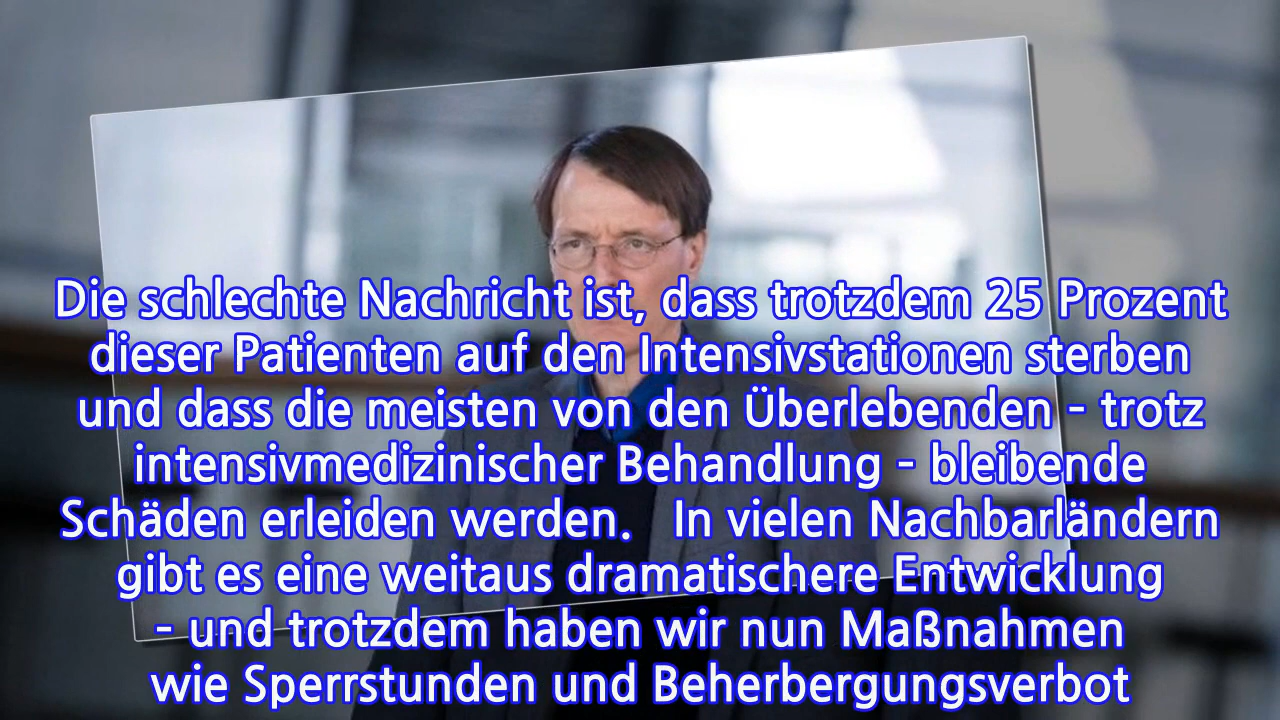 Die schlechte Nachricht ist, dass trotzdem 25 Prozent
dieser Patienten auf den Intensivstationen sterben
und dass die meisten von den Überlebenden - trotz
intensivmedizinischer Behandlung - bleibende
Schäden erleiden werden.   In vielen Nachbarländern
gibt es eine weitaus dramatischere Entwicklung
- und trotzdem haben wir nun Maßnahmen
wie Sperrstunden und Beherbergungsverbot